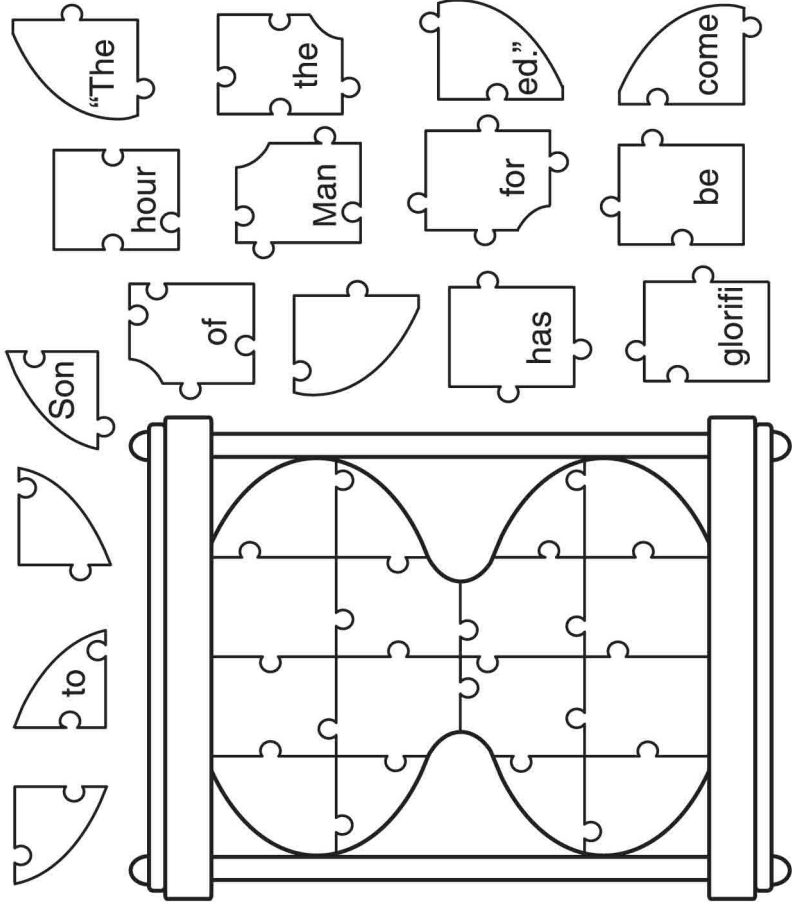 to
Son
"The
of
hour
Man
the
has
for
ed."
glorifi
be
come